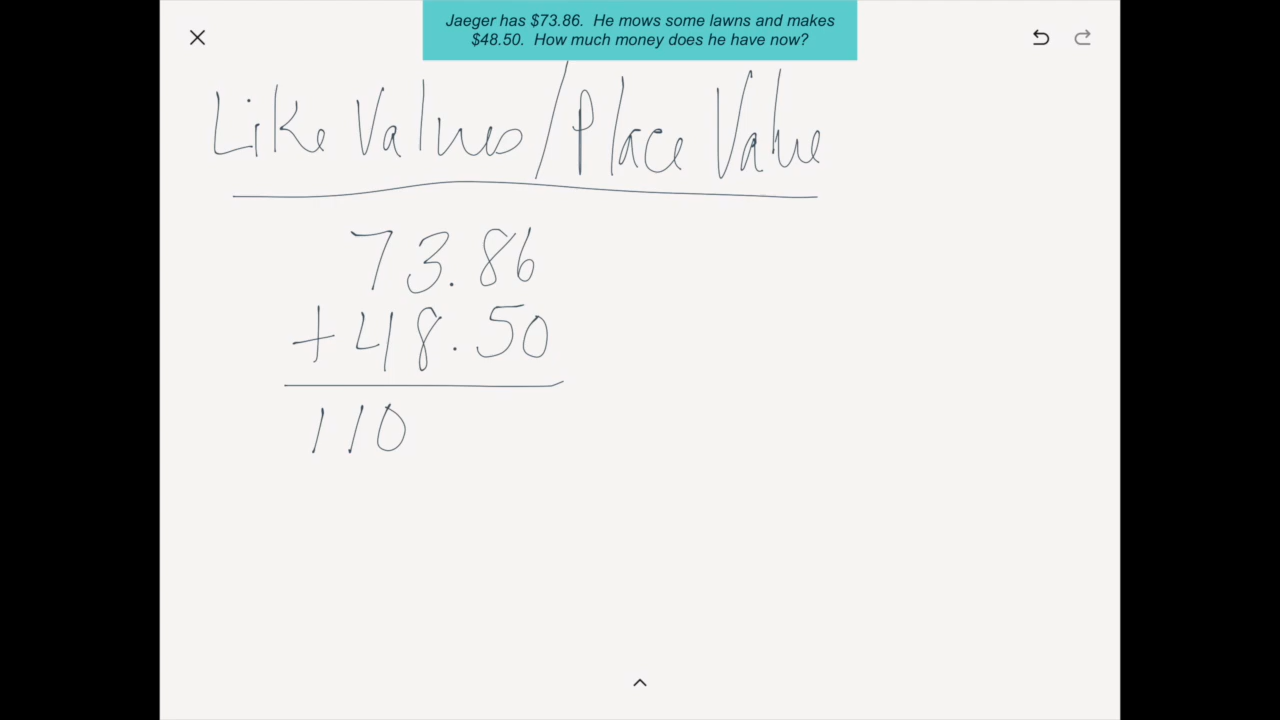 Jaeger has $73.86. He mows some lawns and makes
$48.50. How much money does he have now?
Like Values/Place Value
73.86
+48.50
110